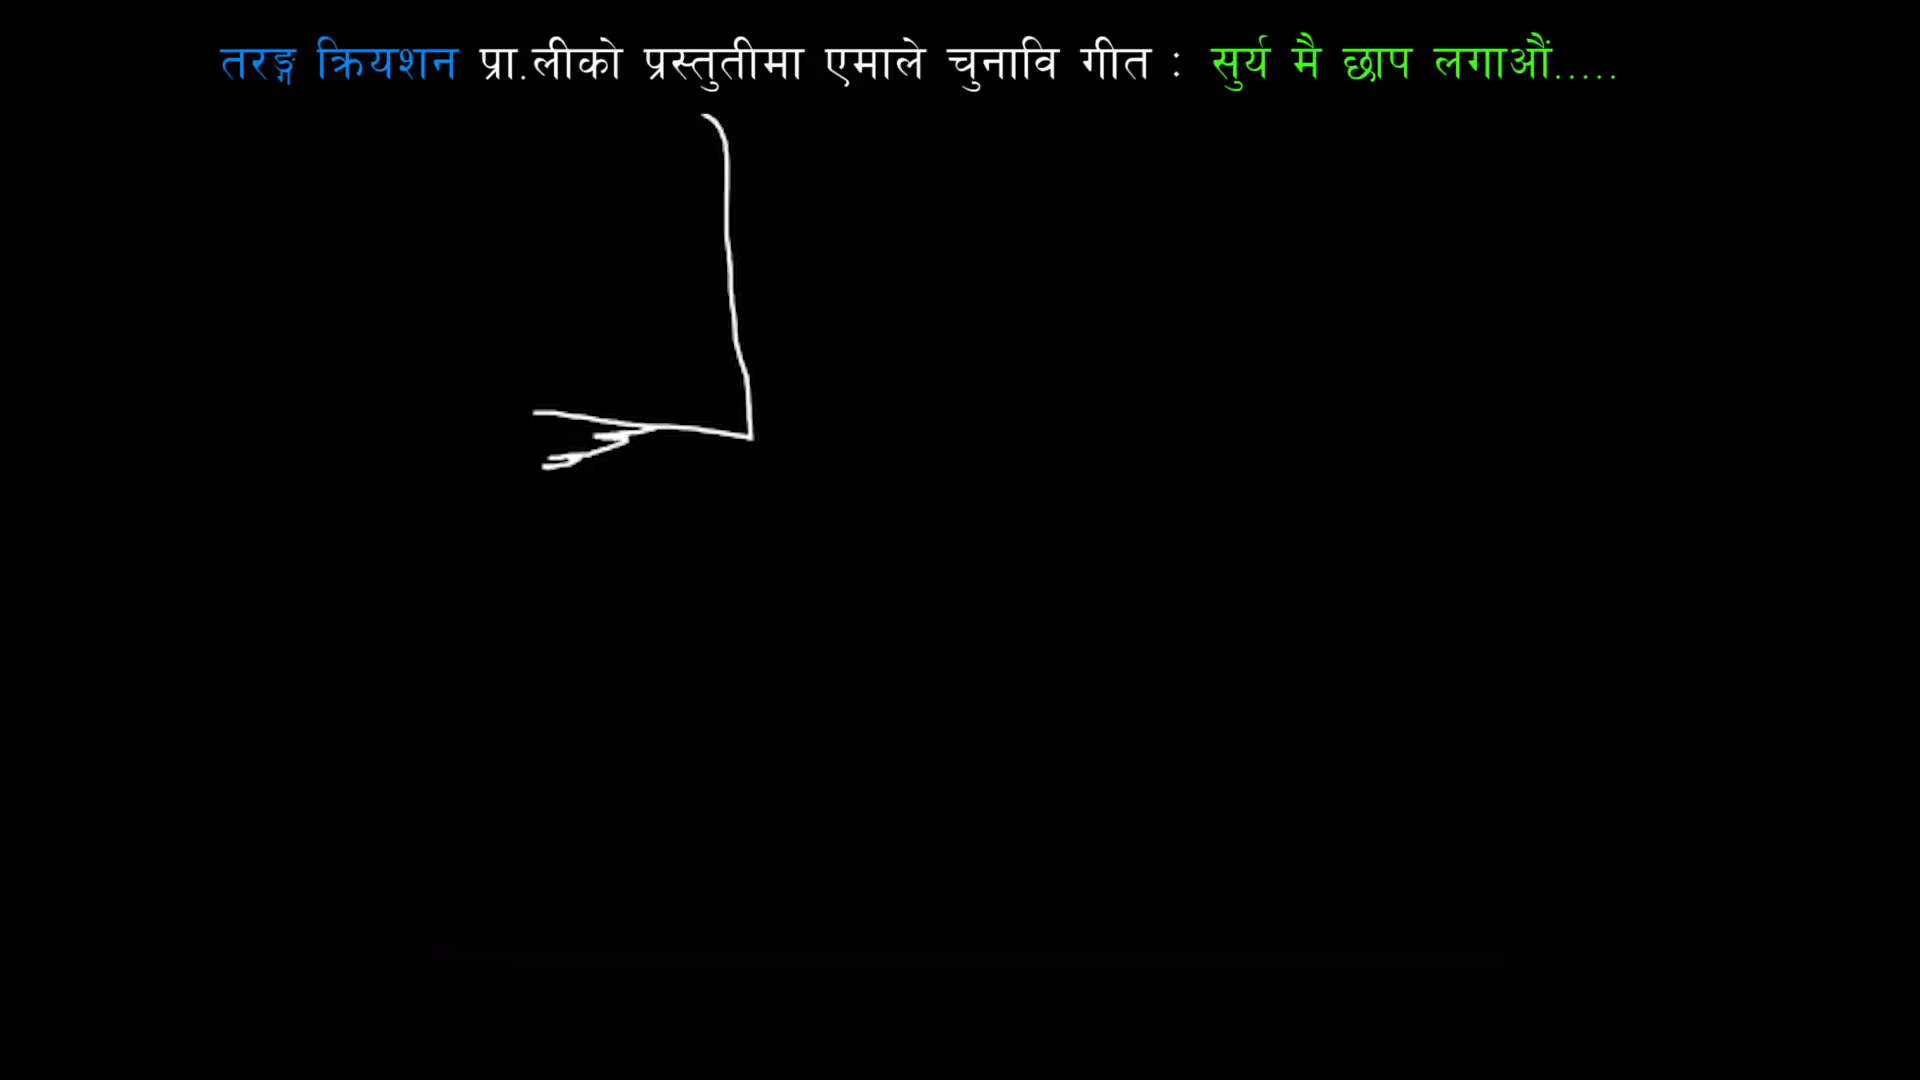 तरङ्ग क्रियशन प्रा.लीको प्रस्तुतीमा एमाले चुनावि गीत : सुर्य मै छाप लगाऔं.....